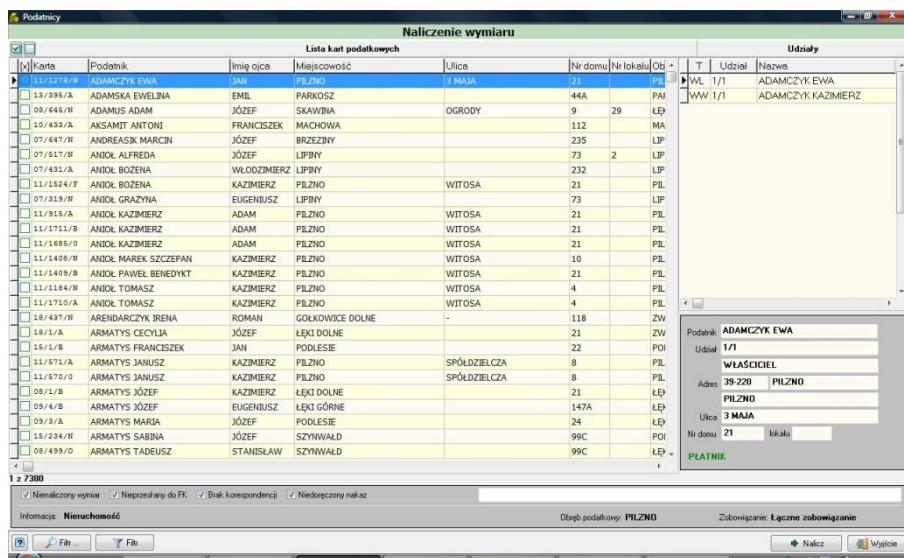 Podatnicy
Naliczenie wymiaru
Lista kart podatkowych Udziały
[x] Karta Podatnik Imię ojca Miejscowość Ulica Nr domu Nr lokalu Ob T Udział Nazwa
11/1278/N ADAMCZYK EWA JAN PILZNO 3 MAJA 21 PIL WL 1/1 ADAMCZYK EWA
13/395/A ADAMSKA EWELINA EMIL PARKOSZ 44A PAR WW 1/1 ADAMCZYK KAZIMIERZ
08/645/N ADAMUS ADAM JÓZEF SKAWINA OGRODY 9 29 ŁĘK
10/433/A AKSAMIT ANTONI FRANCISZEK MACHOWA 112 MA
07/647/N ANDREASIK MARCIN JÓZEF BRZEZINY 235 LIP
07/517/N ANIOŁ ALFREDA JÓZEF LIPINY 73 2 LIP
07/431/A ANIOŁ BOŻENA WŁODZIMIERZ LIPINY 232 LIP
11/1524/F ANIOŁ BOŻENA KAZIMIERZ PILZNO WITOSA 21 PIL
07/319/N ANIOŁ GRAŻYNA EUGENIUSZ LIPINY 73 LIP
11/915/A ANIOŁ KAZIMIERZ ADAM PILZNO WITOSA 21 PIL
11/1711/B ANIOŁ KAZIMIERZ ADAM PILZNO WITOSA 21 PIL
11/1685/O ANIOŁ KAZIMIERZ ADAM PILZNO WITOSA 21 PIL
11/1408/N ANIOŁ MAREK SZCZEPAN KAZIMIERZ PILZNO WITOSA 10 PIL
11/1409/B ANIOŁ PAWEŁ BENEDYKT KAZIMIERZ PILZNO WITOSA 21 PIL
11/1184/N ANIOŁ TOMASZ KAZIMIERZ PILZNO WITOSA 4 PIL
11/1710/A ANIOŁ TOMASZ KAZIMIERZ PILZNO WITOSA 4 PIL
18/437/N ARENDARCZYK IRENA ROMAN GOŁKOWICE DOLNE - 118 ZW
18/1/A ARMATYS CECYLIA JÓZEF ŁĘKI DOLNE 21 ZW
15/1/B ARMATYS FRANCISZEK JAN PODLESIE 22 POI
11/571/A ARMATYS JANUSZ KAZIMIERZ PILZNO SPÓŁDZIELCZA 8 PIL
11/570/O ARMATYS JANUSZ KAZIMIERZ PILZNO SPÓŁDZIELCZA 8 PIL
08/1/B ARMATYS JÓZEF KAZIMIERZ ŁĘKI DOLNE 21 ŁĘK
09/4/B ARMATYS JÓZEF EUGENIUSZ ŁĘKI GÓRNE 147A ŁĘK
09/3/A ARMATYS MARIA JÓZEF PODLESIE 24 ŁĘK
15/234/N ARMATYS SABINA JÓZEF SZYNWAŁD 99C POI
08/499/O ARMATYS TADEUSZ STANISŁAW SZYNWAŁD 99C ŁĘK
Podatnik ADAMCZYK EWA
Udział 1/1
WŁAŚCICIEL
Adres 39-220 PILZNO
PILZNO
Ulica 3 MAJA
Nr domu 21 lokalu
PŁATNIK
1 z 7380
Nienaliczony wymiar Nieprzesłany do FK Brak korespondencji Niedoręczony nakaz
Informacja: Nieruchomość Obręb podatkowy: PILZNO Zobowiązanie: Łączne zobowiązanie
? Filtr ... Filtr Nalicz Wyjście